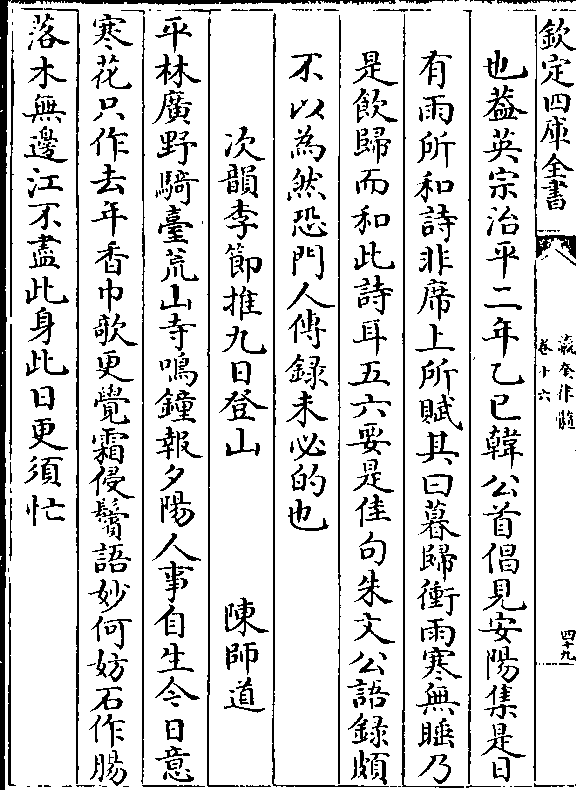 欽定四庫全書
瀛奎律髓
卷十六
四十九
也葢英宗治平二年乙巳韓公首倡見安陽集是日
有雨所和詩非席上所賦其曰暮歸衝雨寒無睡乃
是飲歸而和此詩耳五六妥是佳句朱文公語錄頗
不以為然恐門人傳録未必的也
次韻李節推九日登山　陳師道
平林廣野騎臺荒山寺鳴鐘報夕陽人事自生今日意
寒花只作去年香巾欹更覺霜侵鬢語妙何妨石作腸
落木無邊江不盡此身此日更須忙